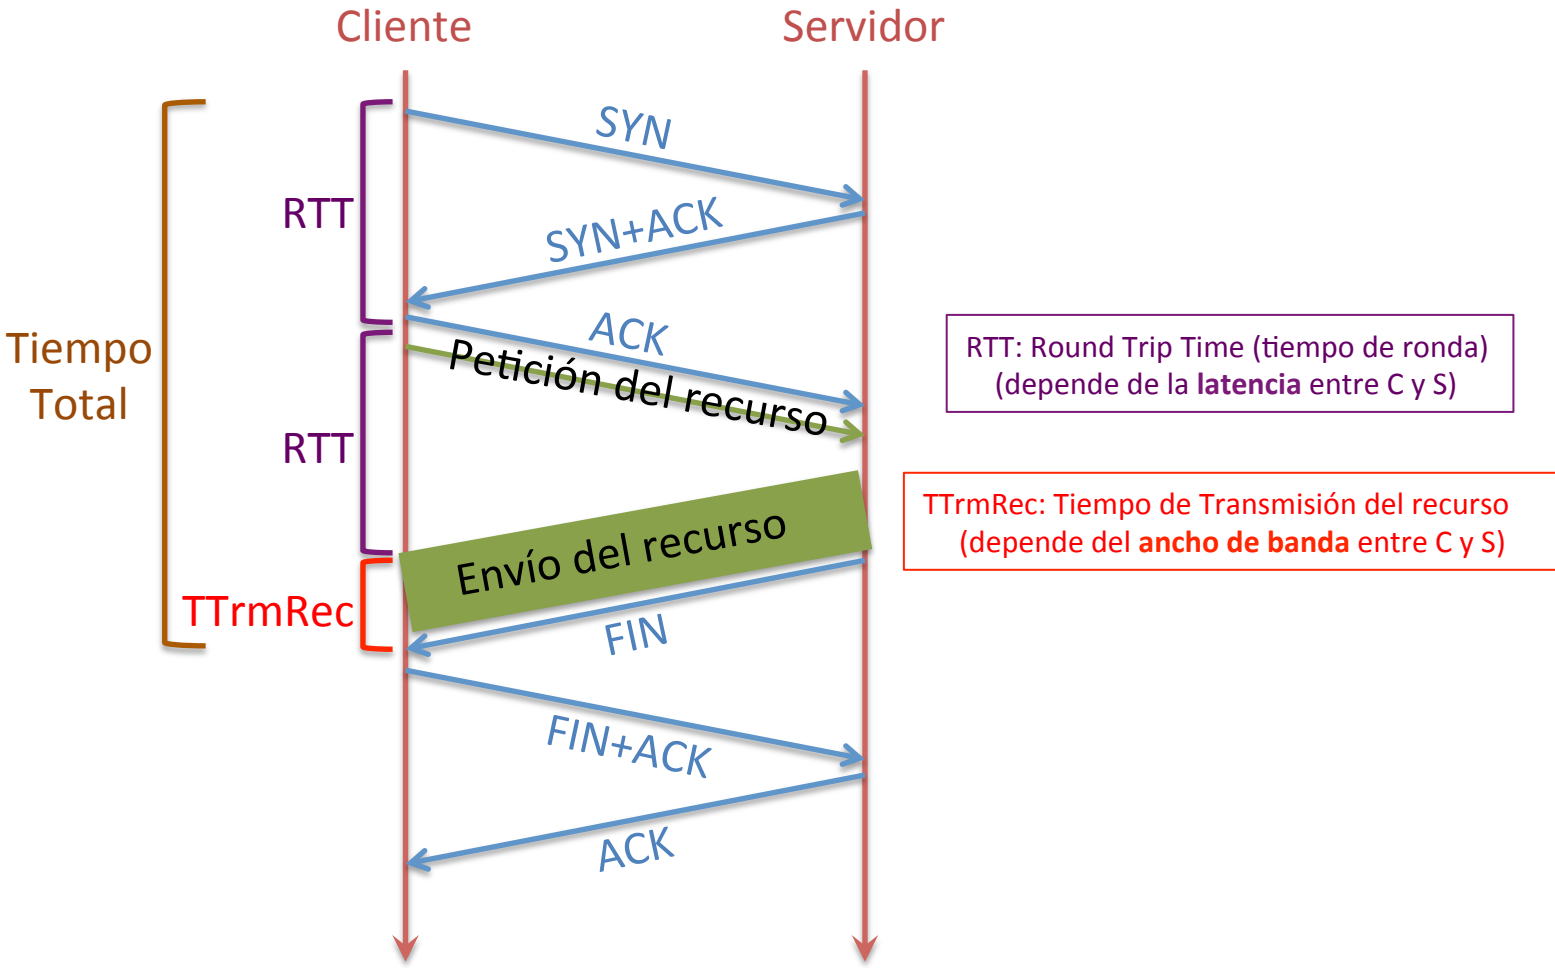 Cliente
Servidor
SYN
RTT
SYN+ACK
ACK
Petición del recurso
Tiempo
Total
RTT: Round Trip Time (tiempo de ronda)
(depende de la latencia entre C y S)
RTT
TTrmRec: Tiempo de Transmisión del recurso
(depende del ancho de banda entre C y S)
Envío del recurso
TTrmRec
FIN
FIN+ACK
ACK